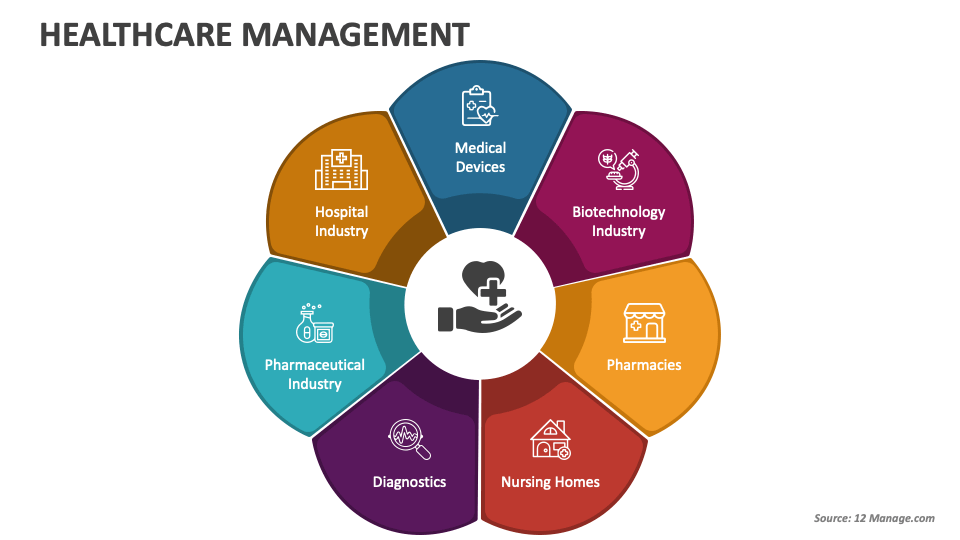 HEALTHCARE MANAGEMENT
Medical
Devices
Biotechnology
Industry
Pharmacies
Nursing Homes
Diagnostics
Pharmaceutical
Industry
Hospital
Industry
Source: 12 Manage.com